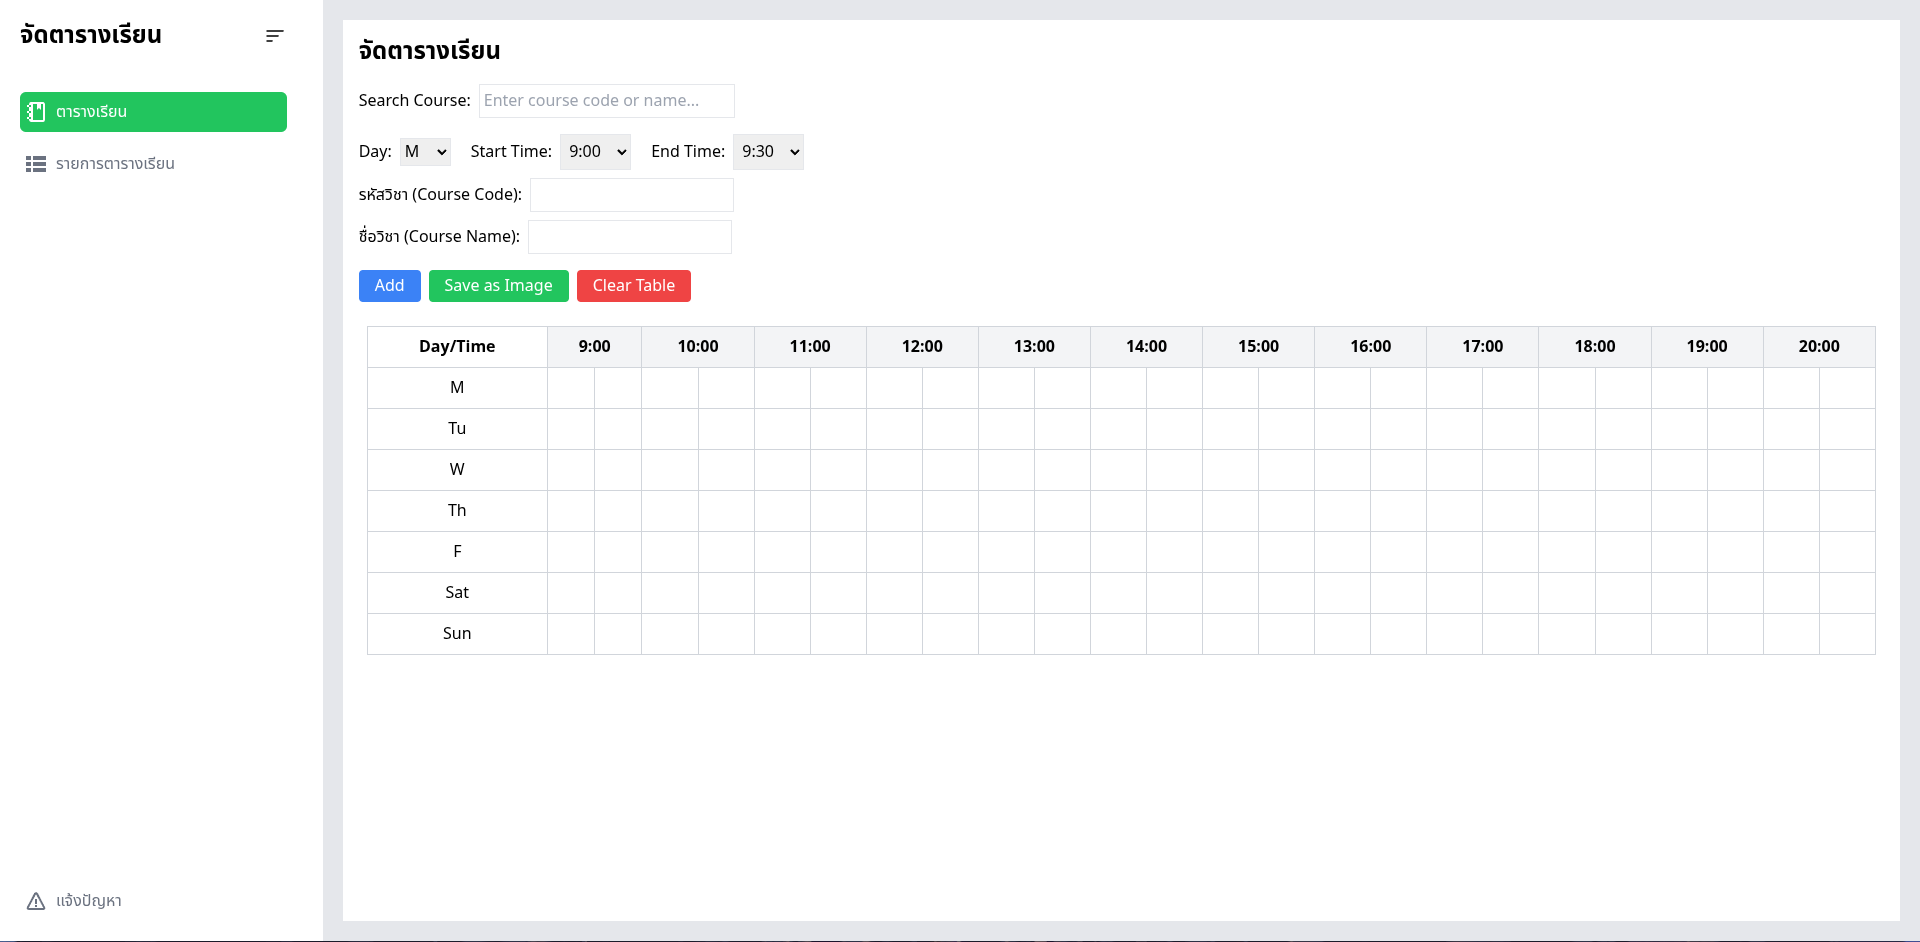 จัดตารางเรียน
ตารางเรียน
รายการตารางเรียน
แจ้งปัญหา
จัดตารางเรียน
Search Course: Enter course code or name...
Day: M Start Time: 9:00 End Time: 9:30
รหัสวิชา (Course Code):
ชื่อวิชา (Course Name):
Add Save as Image Clear Table
Day/Time 9:00 10:00 11:00 12:00 13:00 14:00 15:00 16:00 17:00 18:00 19:00 20:00
M
Tu
W
Th
F
Sat
Sun